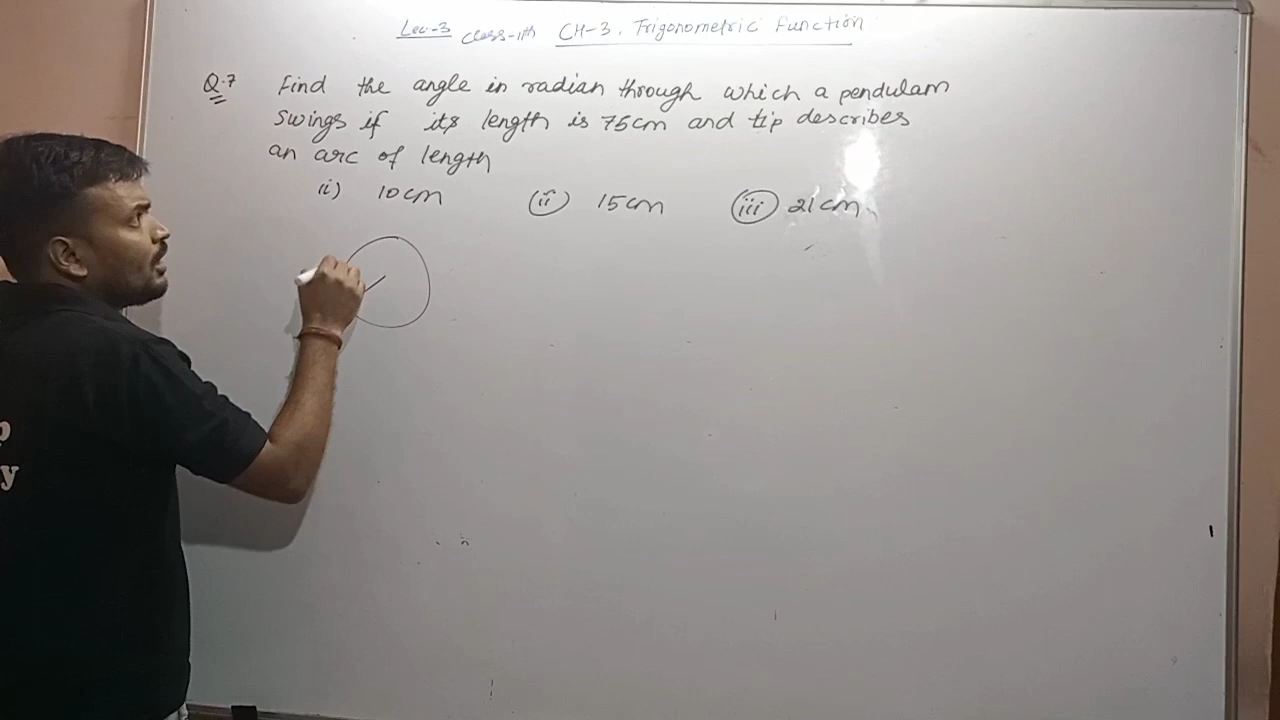 Lec-3 Class-11th CH-3, Trigonometric Function
Q.7 Find the angle in radian through which a pendulam
swings if its length is 75cm and tip describes
an arc of length
(i) 10cm (ii) 15cm (iii) 21cm.
p
y